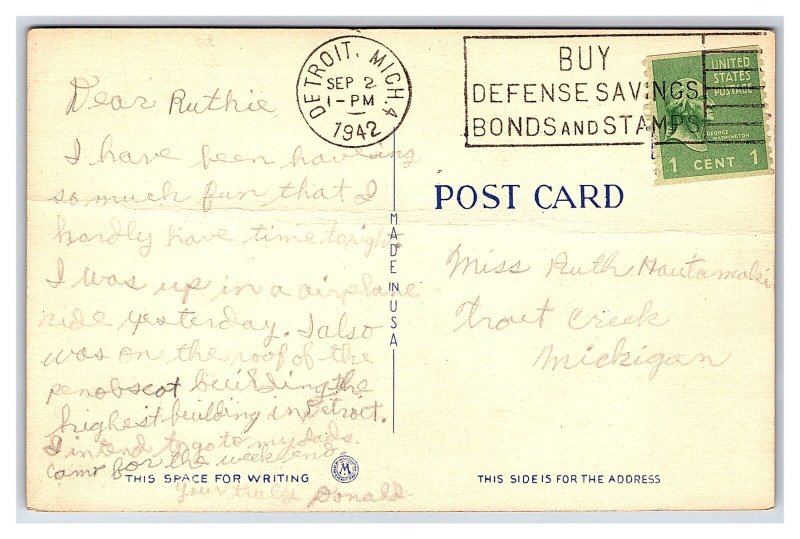 DETROIT, MICH. 4
SEP 2
1-PM
1942
BUY
DEFENSE SAVINGS
BONDS AND STAMPS
UNITED
STATES
POSTAGE
GEORGE
WASHINGTON
1 CENT 1
Dear Ruthie
I have been haveing
so much fun that I
hardly have time to right.
I was up in a airplane
ride yesterday. I also
was on the roof of the
penobscot building the
highest building in Detroit.
I intend to go to my dads
camp for the weekend.
Your truly Donald
THIS SPACE FOR WRITING
MADE IN USA
POST CARD
Miss Ruth Hautamaki
Trout Creek
Michigan
THIS SIDE IS FOR THE ADDRESS